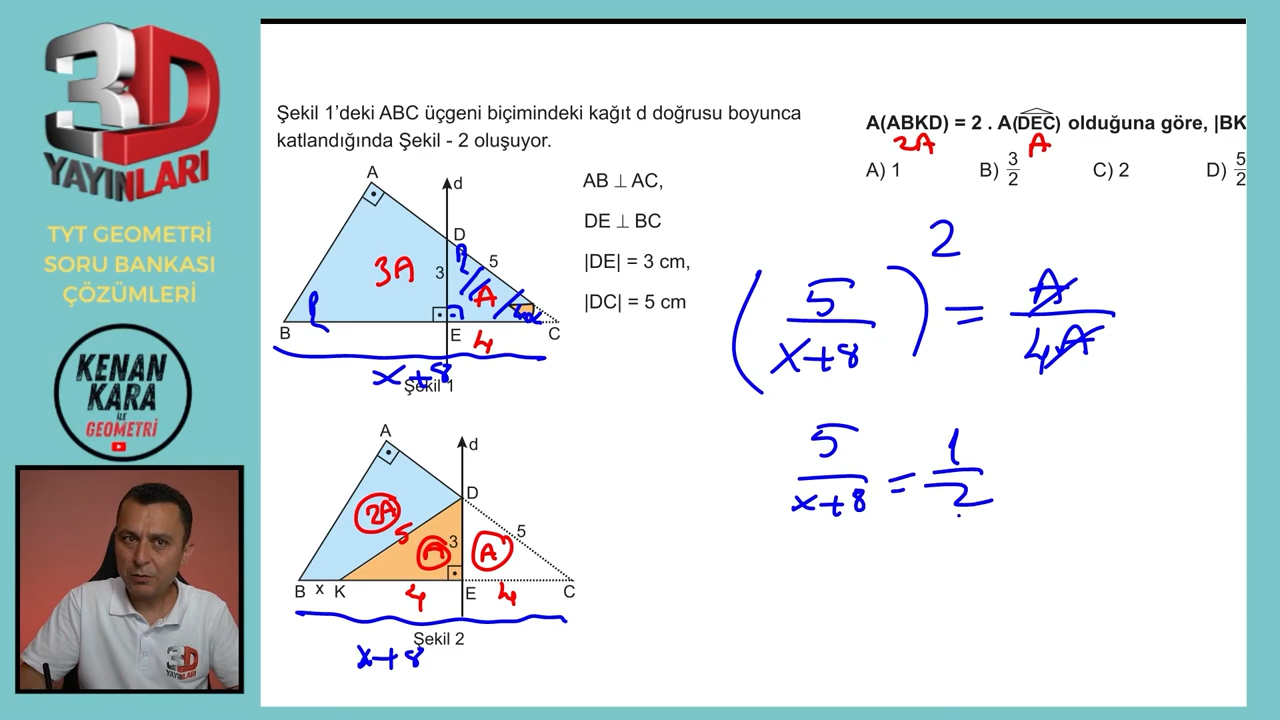 3D
YAYINLARI
TYT GEOMETRİ
SORU BANKASI
ÇÖZÜMLERİ
KENAN
KARA
İLE
GEOMETRİ
3D
YAYINLARI
Şekil 1'deki ABC üçgeni biçimindeki kağıt d doğrusu boyunca
katlandığında Şekil - 2 oluşuyor.
A
d
D
5
3
3A
A
B
E
4
C
x+8
Şekil 1
AB ⊥ AC,
DE ⊥ BC
|DE| = 3 cm,
|DC| = 5 cm
A
d
D
2A
5
3
5
A
A
B x K
4
E
4
C
Şekil 2
x+8
A(ABKD) = 2 . A(DEC) olduğuna göre, |BK
2A
A
A) 1
B) 3/2
C) 2
D) 5/2
(5/x+8)² = A/4A
5/x+8 = 1/2